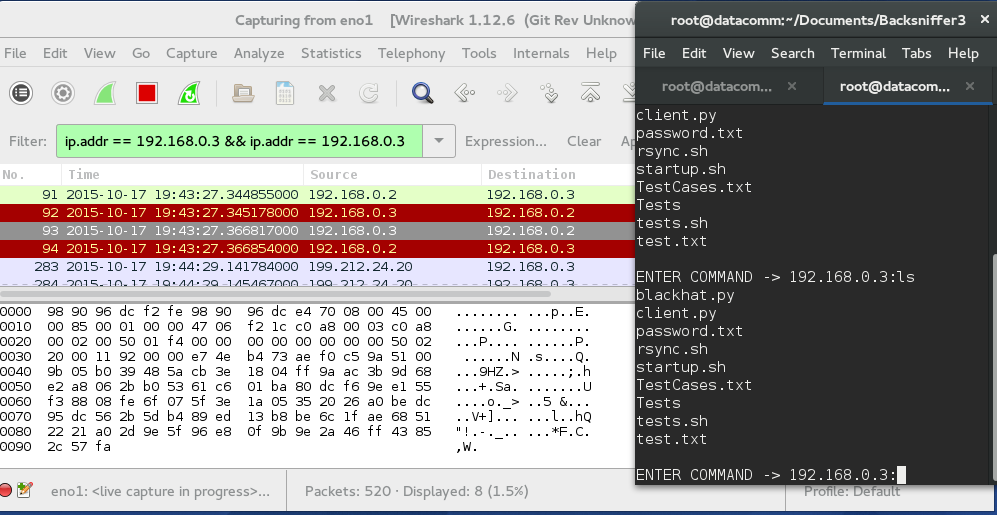 Capturing from eno1 [Wireshark 1.12.6 (Git Rev Unknow
File Edit View Go Capture Analyze Statistics Telephony Tools Internals Help
Filter: ip.addr == 192.168.0.3 && ip.addr == 192.168.0.3 Expression... Clear Ap
No. Time Source Destination
91 2015-10-17 19:43:27.344855000 192.168.0.2 192.168.0.3
92 2015-10-17 19:43:27.345178000 192.168.0.3 192.168.0.2
93 2015-10-17 19:43:27.366817000 192.168.0.3 192.168.0.2
94 2015-10-17 19:43:27.366854000 192.168.0.2 192.168.0.3
283 2015-10-17 19:44:29.141784000 199.212.24.20 192.168.0.3
284 2015-10-17 19:44:29.145467000 199.212.24.20 192.168.0.3
0000 98 90 96 dc f2 fe 98 90 96 dc e4 70 08 00 45 00 ........ ...p..E.
0010 00 85 00 01 00 00 47 06 f2 1c c0 a8 00 03 c0 a8 ......G. ........
0020 00 02 00 50 01 f4 00 00 00 00 00 00 00 00 50 02 ...P.... ......P.
0030 20 00 11 92 00 00 e7 4e b4 73 ae f0 c5 9a 51 00 ......N .s....Q.
0040 9b 05 b0 39 48 5a cb 3e 18 04 ff 9a ac 3b 9d 68 ...9HZ.> .....;.h
0050 e2 a8 06 2b b0 53 61 c6 01 ba 80 dc f6 9e e1 55 ...+.Sa. .......U
0060 f3 88 08 fe 6f 07 5f 3e 1a 05 35 20 26 a0 be dc ....o._> ..5 &...
0070 95 dc 56 2b 5d b4 89 ed 13 b8 be 6c 1f ae 68 51 ..V+]... ...l..hQ
0080 22 21 a0 2d 9e 5f 96 e8 0f 9b 9e 2a 46 ff 43 85 "!.-._.. ...*F.C.
0090 2c 57 fa ,W.
eno1: <live capture in progress>... Packets: 520 · Displayed: 8 (1.5%) Profile: Default
root@datacomm:~/Documents/Backsniffer3 ×
File Edit View Search Terminal Tabs Help
root@datacom... × root@datacom... ×
client.py
password.txt
rsync.sh
startup.sh
TestCases.txt
Tests
tests.sh
test.txt
ENTER COMMAND -> 192.168.0.3:ls
blackhat.py
client.py
password.txt
rsync.sh
startup.sh
TestCases.txt
Tests
tests.sh
test.txt
ENTER COMMAND -> 192.168.0.3: